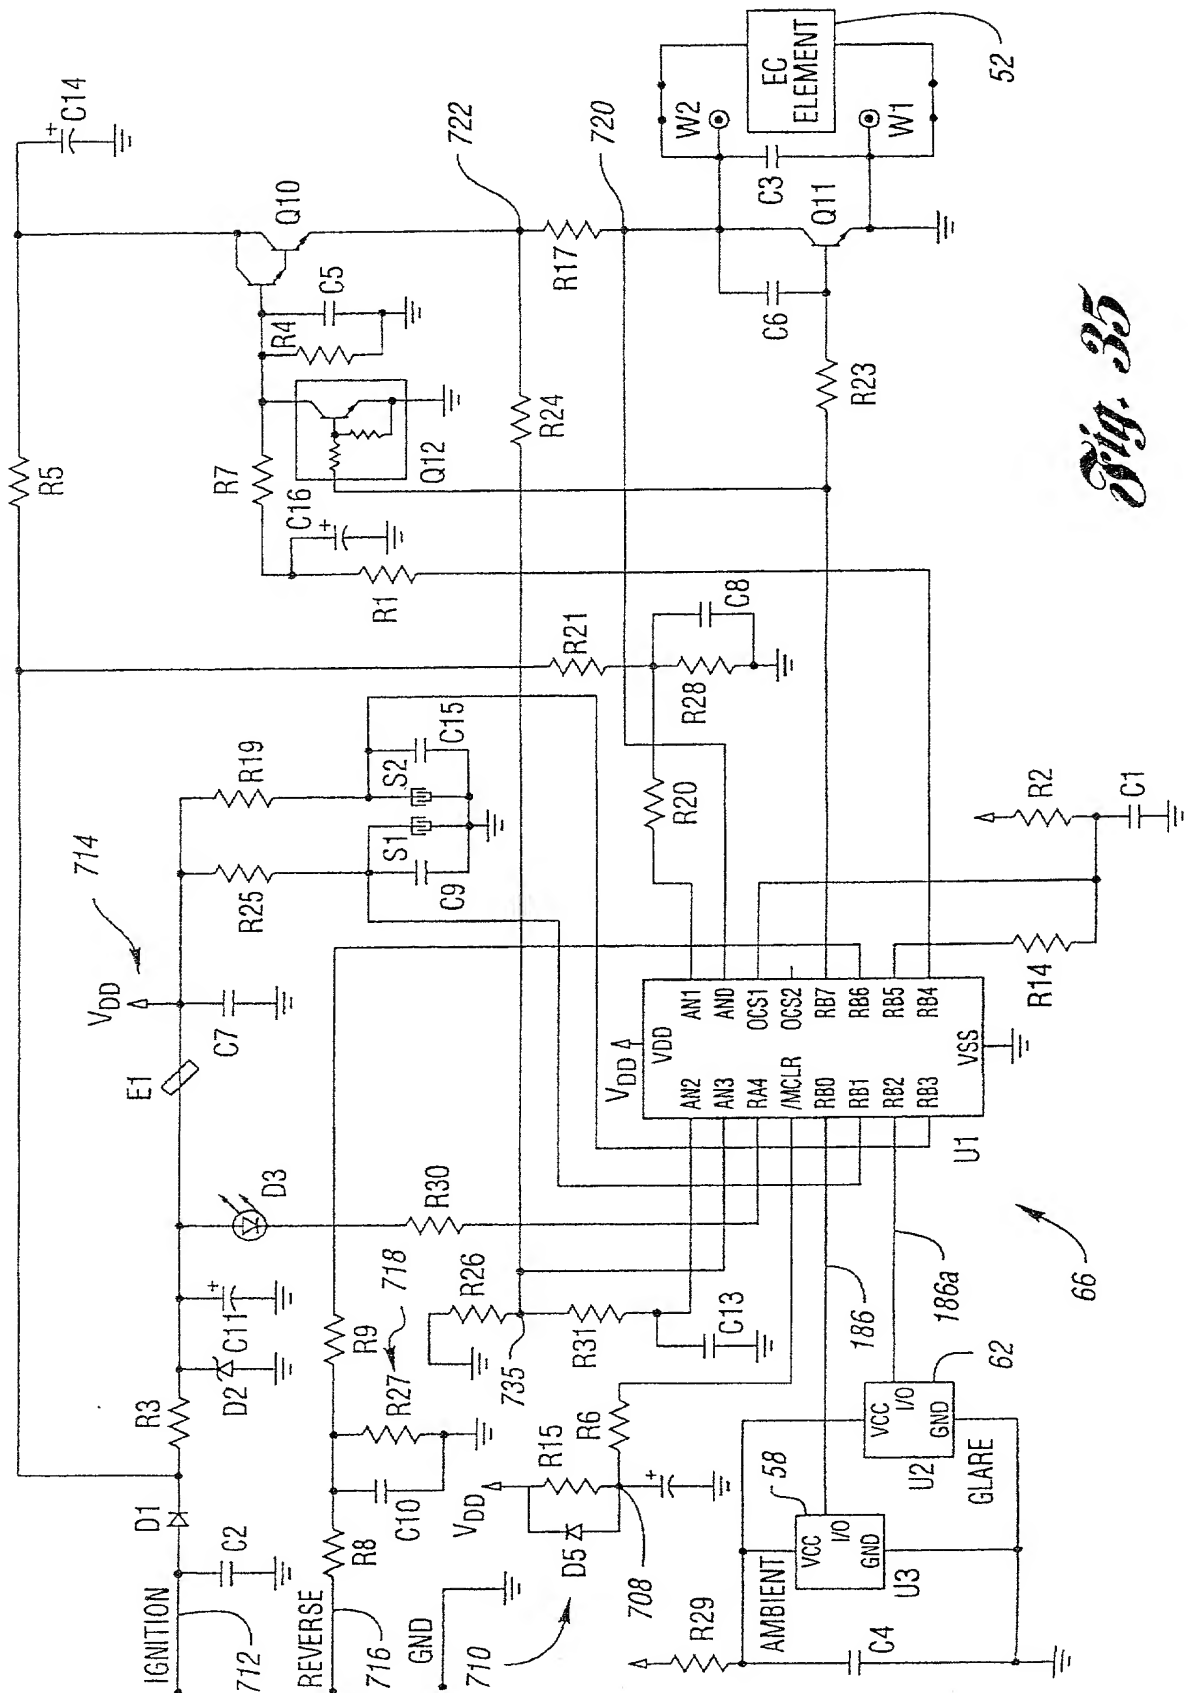 IGNITION
712
D1
C2
R3
D2
C11
+
D3
E1
VDD
714
C7
R25
R19
R5
C14
+
REVERSE
716
R8
C10
R27
718
R9
GND
710
S1
S2
C9
C15
R1
C16
+
R7
Q12
R4
C5
Q10
R30
R26
735
R31
C13
VDD
D5
R15
R6
708
+
R24
722
R17
720
R21
R28
C8
R20
C6
Q11
R23
C3
W2
W1
EC
ELEMENT
52
VDD
VDD
AN2
AN3
RA4
/MCLR
RB0
RB1
RB2
RB3
AN1
AN0
OCS1
OCS2
RB7
RB6
RB5
RB4
VSS
U1
R29
AMBIENT
C4
58
VCC
I/O
GND
U3
62
VCC
I/O
GND
U2
GLARE
186
186a
66
R14
R2
C1
Fig. 35